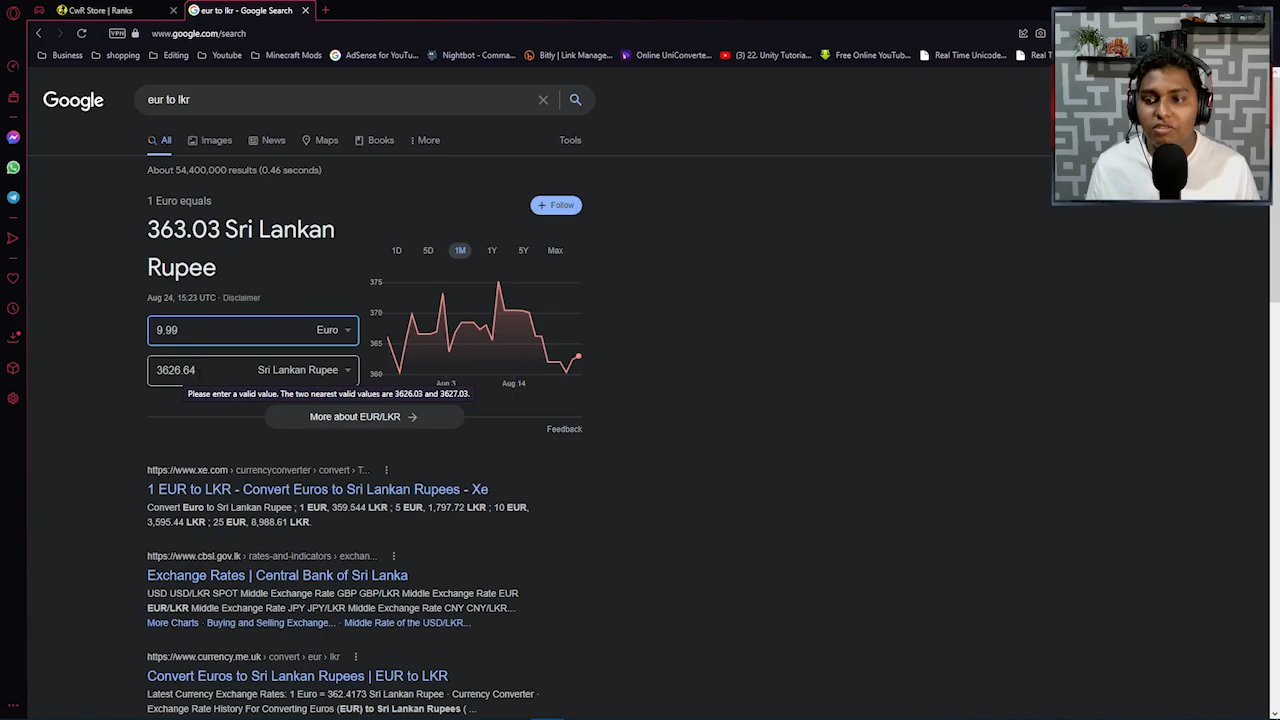 CwR Store | Ranks
eur to lkr - Google Search
VPN
www.google.com/search
Business
shopping
Editing
Youtube
Minecraft Mods
Adsense for YouTu...
Nightbot - Comma...
Bitly | Link Manage...
Online UniConverte...
(3) 22. Unity Tutoria...
Free Online YouTub...
Real Time Unicode...
Real T
Google
eur to lkr
All
Images
News
Maps
Books
More
Tools
About 54,400,000 results (0.46 seconds)
1 Euro equals
Follow
363.03 Sri Lankan
Rupee
1D 5D 1M 1Y 5Y Max
Aug 24, 15:23 UTC · Disclaimer
375
370
365
360
Aug 3
Aug 14
9.99
Euro
3626.64
Sri Lankan Rupee
Please enter a valid value. The two nearest valid values are 3626.03 and 3627.03.
More about EUR/LKR
Feedback
https://www.xe.com › currencyconverter › convert › T...
1 EUR to LKR - Convert Euros to Sri Lankan Rupees - Xe
Convert Euro to Sri Lankan Rupee ; 1 EUR, 359.544 LKR ; 5 EUR, 1,797.72 LKR ; 10 EUR,
3,595.44 LKR ; 25 EUR, 8,988.61 LKR.
https://www.cbsl.gov.lk › rates-and-indicators › exchan...
Exchange Rates | Central Bank of Sri Lanka
USD USD/LKR SPOT Middle Exchange Rate GBP GBP/LKR Middle Exchange Rate EUR
EUR/LKR Middle Exchange Rate JPY JPY/LKR Middle Exchange Rate CNY CNY/LKR...
More Charts · Buying and Selling Exchange... · Middle Rate of the USD/LKR...
https://www.currency.me.uk › convert › eur › lkr
Convert Euros to Sri Lankan Rupees | EUR to LKR
Latest Currency Exchange Rates: 1 Euro = 362.4173 Sri Lankan Rupee · Currency Converter ·
Exchange Rate History For Converting Euros (EUR) to Sri Lankan Rupees ( ...